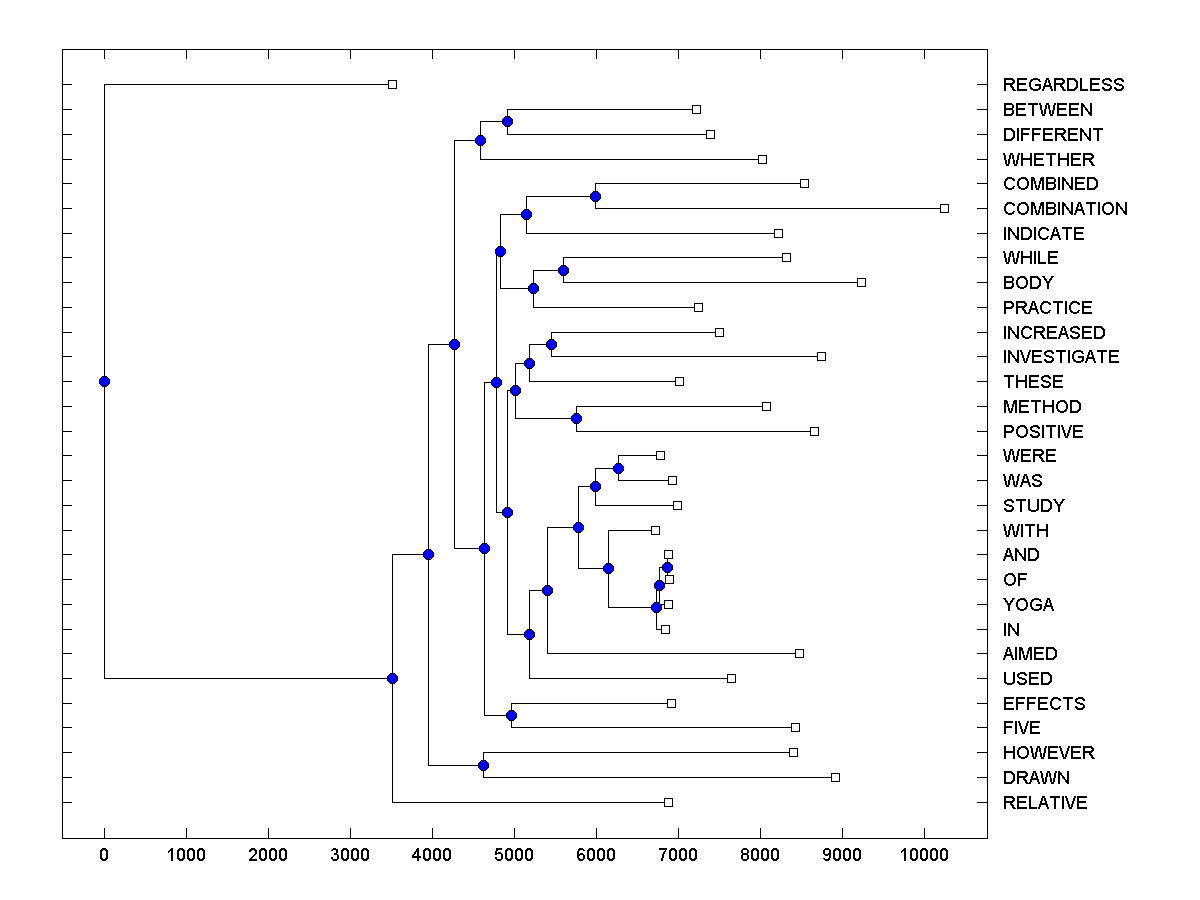 REGARDLESS
BETWEEN
DIFFERENT
WHETHER
COMBINED
COMBINATION
INDICATE
WHILE
BODY
PRACTICE
INCREASED
INVESTIGATE
THESE
METHOD
POSITIVE
WERE
WAS
STUDY
WITH
AND
OF
YOGA
IN
AIMED
USED
EFFECTS
FIVE
HOWEVER
DRAWN
RELATIVE
0 1000 2000 3000 4000 5000 6000 7000 8000 9000 10000